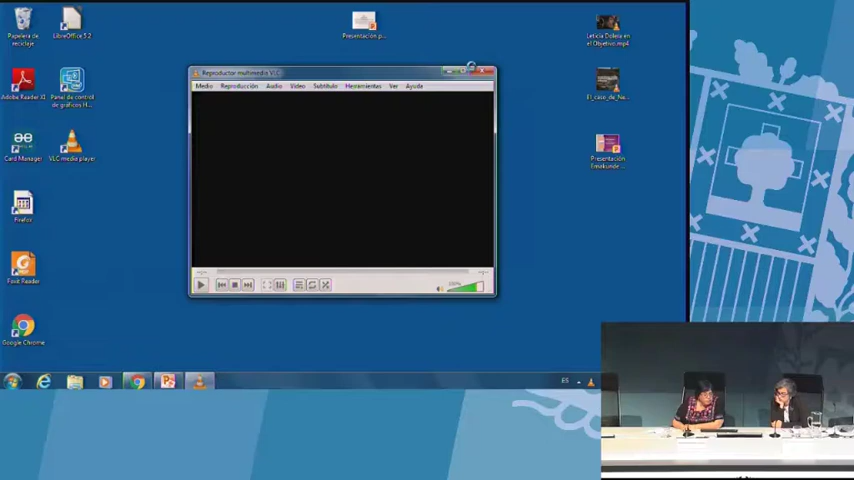 Papelera de
reciclaje
LibreOffice 5.2
Presentación p...
Leticia Dolera en
el Objetivo.mp4
Reproductor multimedia VLC
Medio Reproducción Audio Vídeo Subtítulo Herramientas Ver Ayuda
Adobe Reader XI
Panel de control
de gráficos H...
El_caso_de_Ne...
Card Manager
VLC media player
Presentación
Emakunde ...
Firefox
Foxit Reader
100%
Google Chrome
ES